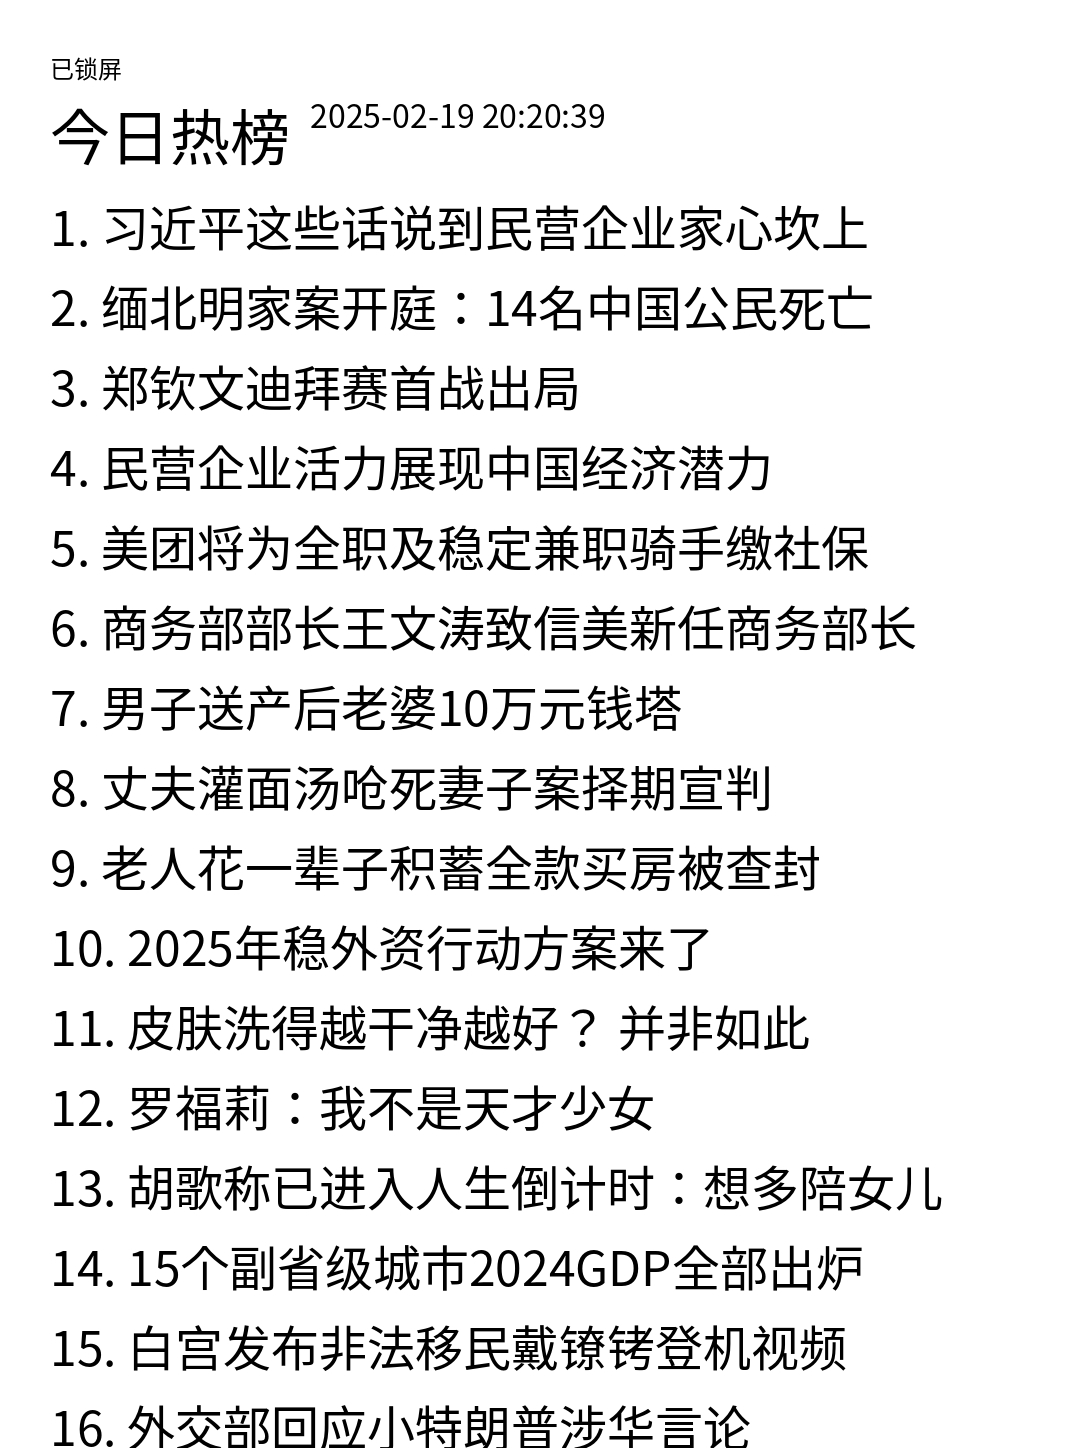 已锁屏
今日热榜 2025-02-19 20:20:39
1. 习近平这些话说到民营企业家心坎上
2. 缅北明家案开庭：14名中国公民死亡
3. 郑钦文迪拜赛首战出局
4. 民营企业活力展现中国经济潜力
5. 美团将为全职及稳定兼职骑手缴社保
6. 商务部部长王文涛致信美新任商务部长
7. 男子送产后老婆10万元钱塔
8. 丈夫灌面汤呛死妻子案择期宣判
9. 老人花一辈子积蓄全款买房被查封
10. 2025年稳外资行动方案来了
11. 皮肤洗得越干净越好？ 并非如此
12. 罗福莉：我不是天才少女
13. 胡歌称已进入人生倒计时：想多陪女儿
14. 15个副省级城市2024GDP全部出炉
15. 白宫发布非法移民戴镣铐登机视频
16. 外交部回应小特朗普涉华言论